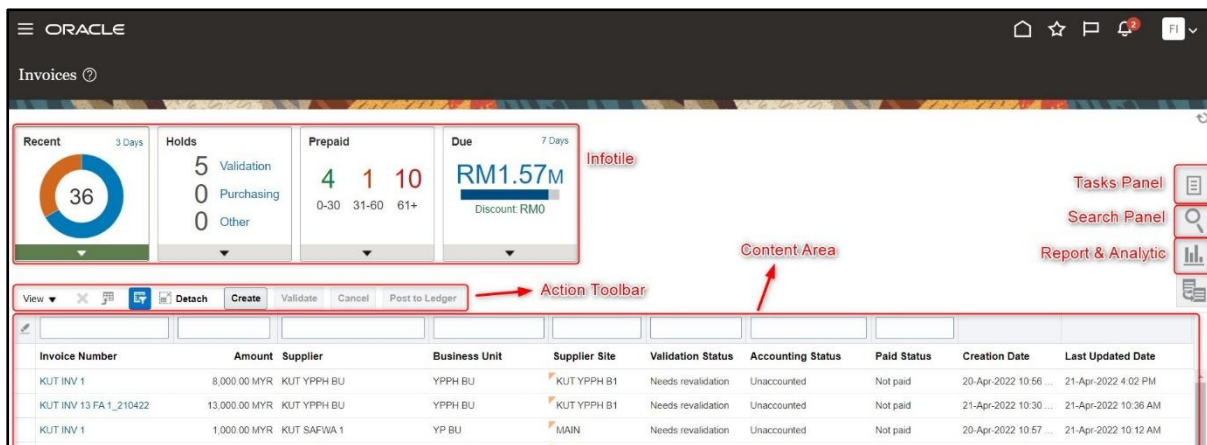 ORACLE
2
FI
Invoices
Recent 3 Days
36
Holds
5 Validation
0 Purchasing
0 Other
Prepaid
4 1 10
0-30 31-60 61+
Due 7 Days
RM1.57M
Discount: RM0
Infotile
Tasks Panel
Search Panel
Report & Analytic
Content Area
View Detach Create Validate Cancel Post to Ledger
Action Toolbar
Invoice Number Amount Supplier Business Unit Supplier Site Validation Status Accounting Status Paid Status Creation Date Last Updated Date
KUT INV 1 8,000.00 MYR KUT YPPH BU YPPH BU KUT YPPH B1 Needs revalidation Unaccounted Not paid 20-Apr-2022 10:56 ... 21-Apr-2022 4:02 PM
KUT INV 13 FA 1_210422 13,000.00 MYR KUT YPPH BU YPPH BU KUT YPPH B1 Needs revalidation Unaccounted Not paid 21-Apr-2022 10:30 ... 21-Apr-2022 10:36 AM
KUT INV 1 1,000.00 MYR KUT SAFWA 1 YP BU MAIN Needs revalidation Unaccounted Not paid 20-Apr-2022 10:57 ... 21-Apr-2022 10:12 AM